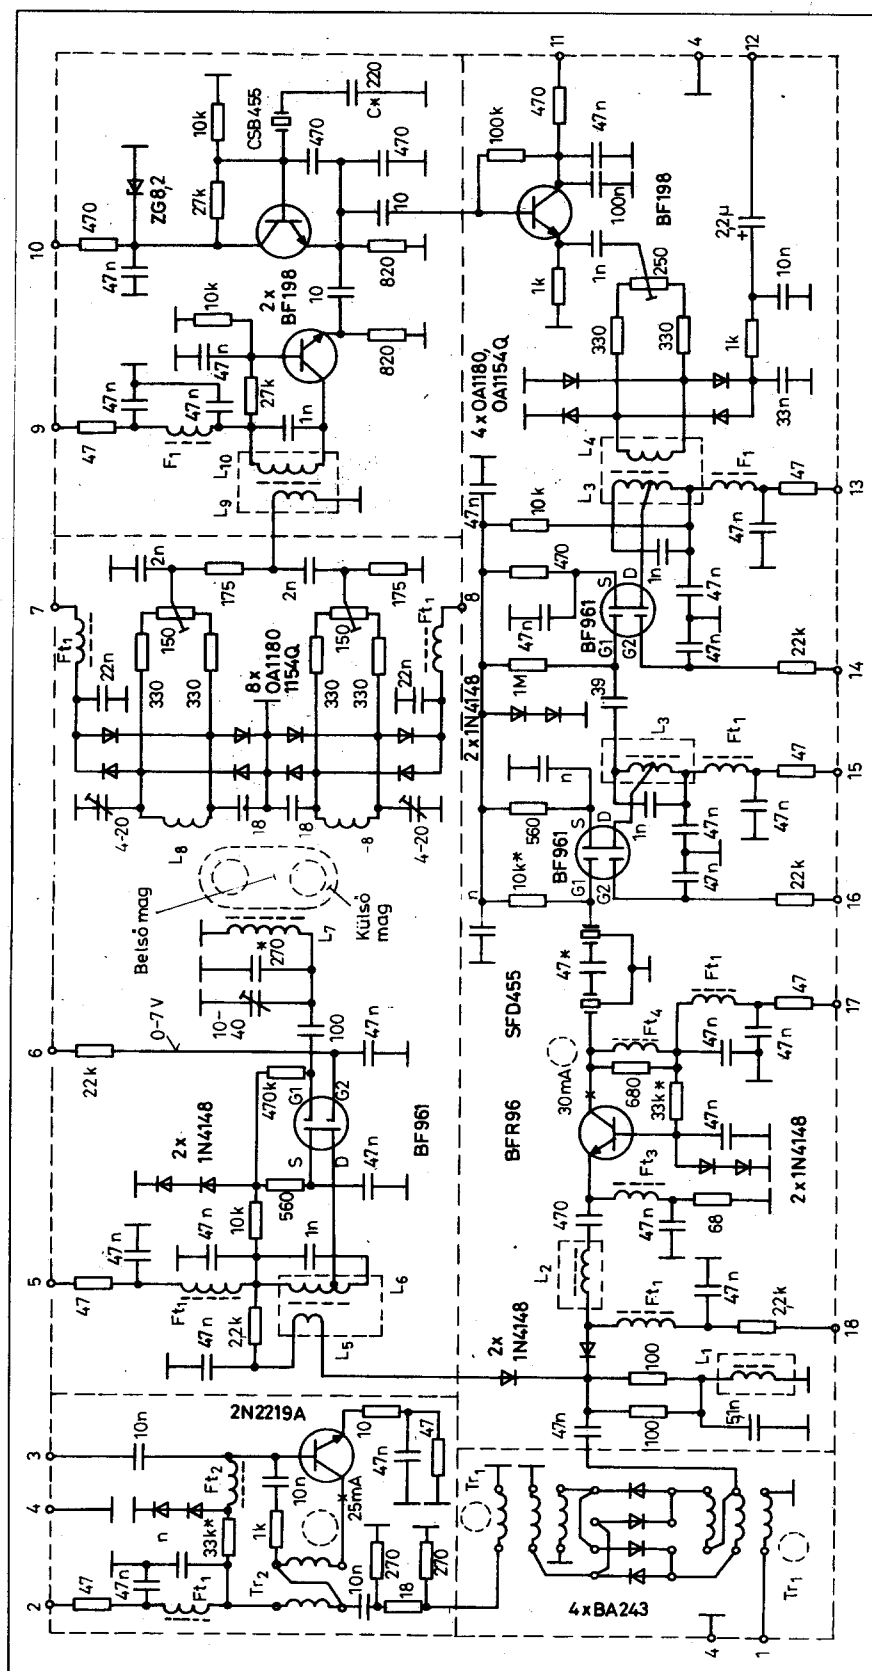 10
470
47n
ZG8,2
10k
27k
CSB455
C*
220
470
470
10
2x
BF198
10
820
820
9
47
47n
47n
F1
10k
47
n
27k
1n
L10
L9
11
470
100k
47n
100n
BF198
1k
1n
250
330
330
4
12
2,2µ
+
10n
1k
33n
4xOA1180,
OA1154Q
L4
L3
F1
47
13
47n
7
Ft1
22n
330
330
150
2n
175
2n
150
175
330
330
8x
OA1180
1154Q
22n
Ft1
8
4-20
L8
18
18
-8
4-20
Belső mag
Külső
mag
L7
270
*
10-
40
100
47n
10k
470
47n
1M
S
D
G1
G2
BF961
1n
47n
47n
22k
14
39
2x1N4148
L3
Ft1
47
15
47n
n
560
10k*
S
D
G1
G2
BF961
1n
47n
47n
22k
16
n
6
22k
0-7V
47n
470k
G1
G2
S
D
BF961
2x
1N4148
560
47n
10k
47n
1n
5
47
47n
Ft1
2,2k
47n
L6
L5
SFD455
47*
30mA
BFR96
Ft4
680
33k*
Ft1
47n
47
17
47n
47n
2x1N4148
Ft3
68
47n
470
L2
Ft1
47n
2,2k
18
2x
1N4148
100
100
L1
51n
47n
3
10n
2N2219A
10
47
47n
25mA
Ft2
10n
1k
4
n
33k*
2
47
47n
Ft1
Tr2
10n
270
18
270
Tr1
Tr1
4xBA243
4
1